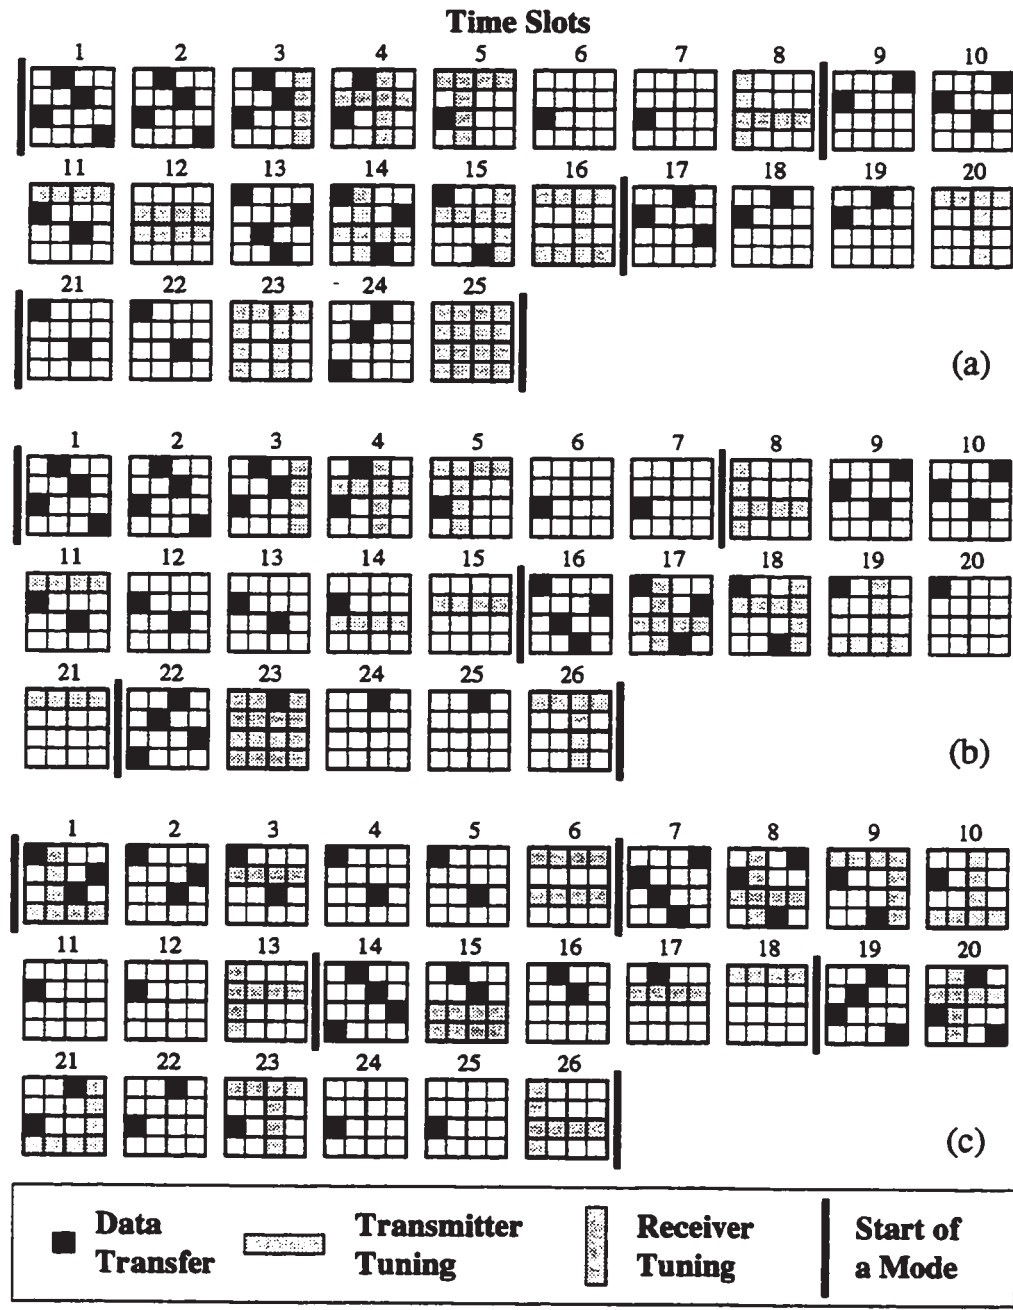 Time Slots
1 2 3 4 5 6 7 8 9 10
11 12 13 14 15 16 17 18 19 20
21 22 23 24 25
(a)
1 2 3 4 5 6 7 8 9 10
11 12 13 14 15 16 17 18 19 20
21 22 23 24 25 26
(b)
1 2 3 4 5 6 7 8 9 10
11 12 13 14 15 16 17 18 19 20
21 22 23 24 25 26
(c)
Data Transfer
Transmitter Tuning
Receiver Tuning
Start of a Mode